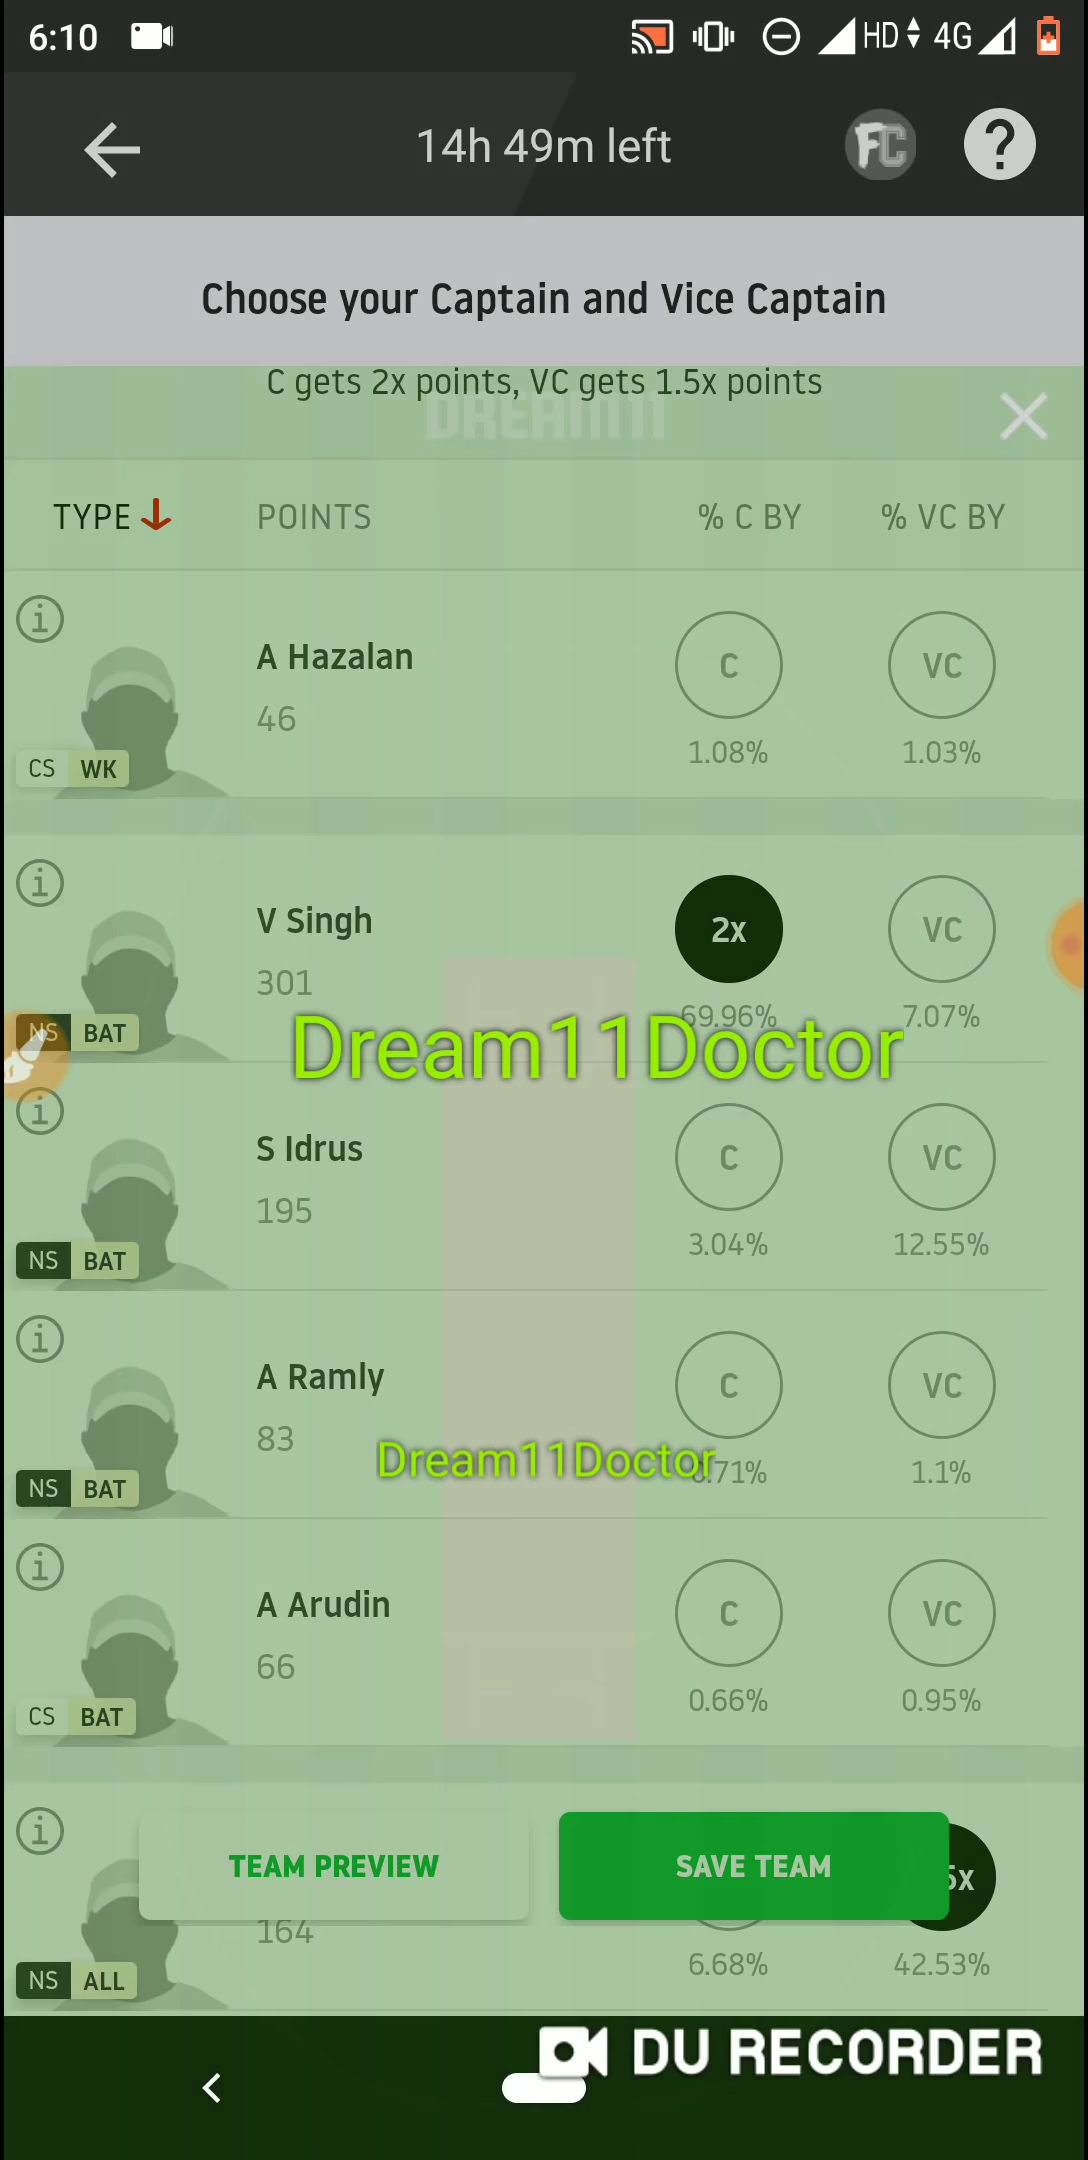 6:10
HD 4G
14h 49m left
FC ?
Choose your Captain and Vice Captain
C gets 2x points, VC gets 1.5x points
DREAM11
TYPE POINTS % C BY % VC BY
i
A Hazalan C VC
46
1.08% 1.03%
CS WK
i
V Singh 2x VC
301
69.96% 7.07%
NS BAT
Dream11Doctor
i
S Idrus C VC
195
3.04% 12.55%
NS BAT
i
A Ramly C VC
83
Dream11Doctor
.71% 1.1%
NS BAT
i
A Arudin C VC
66
0.66% 0.95%
CS BAT
i
TEAM PREVIEW SAVE TEAM 5x
164
6.68% 42.53%
NS ALL
DU RECORDER